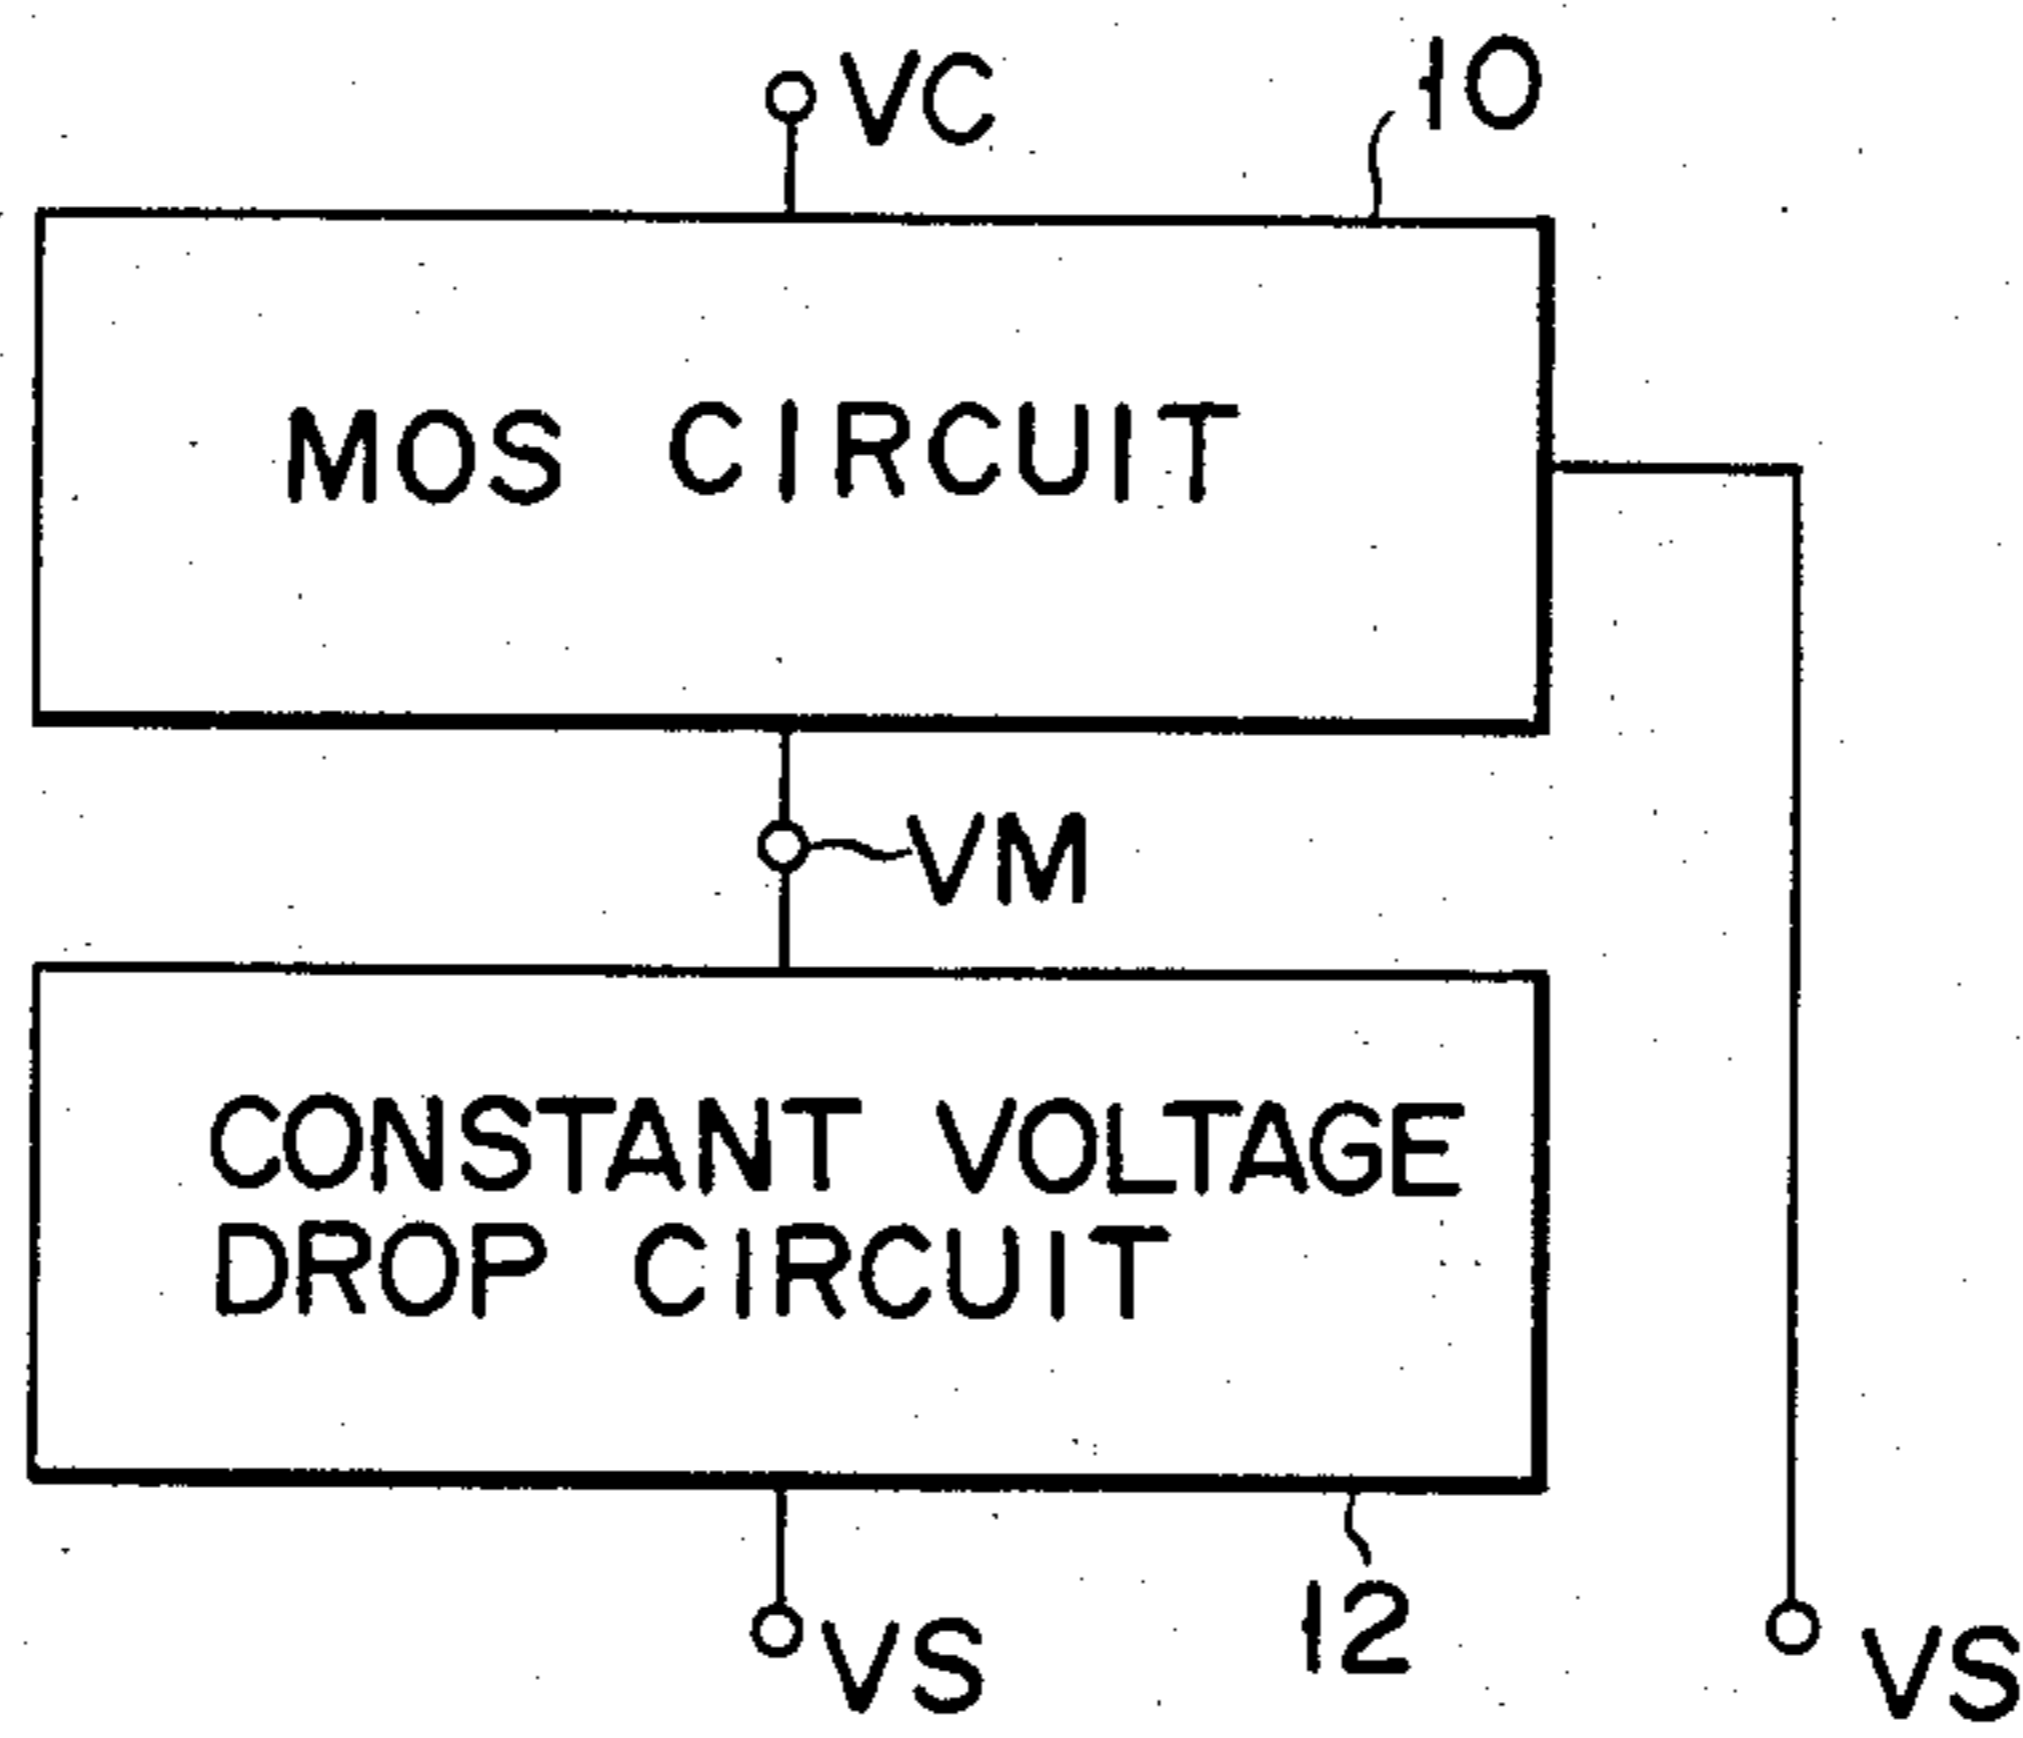 VC
10
MOS CIRCUIT
VM
CONSTANT VOLTAGE
DROP CIRCUIT
VS
12
VS